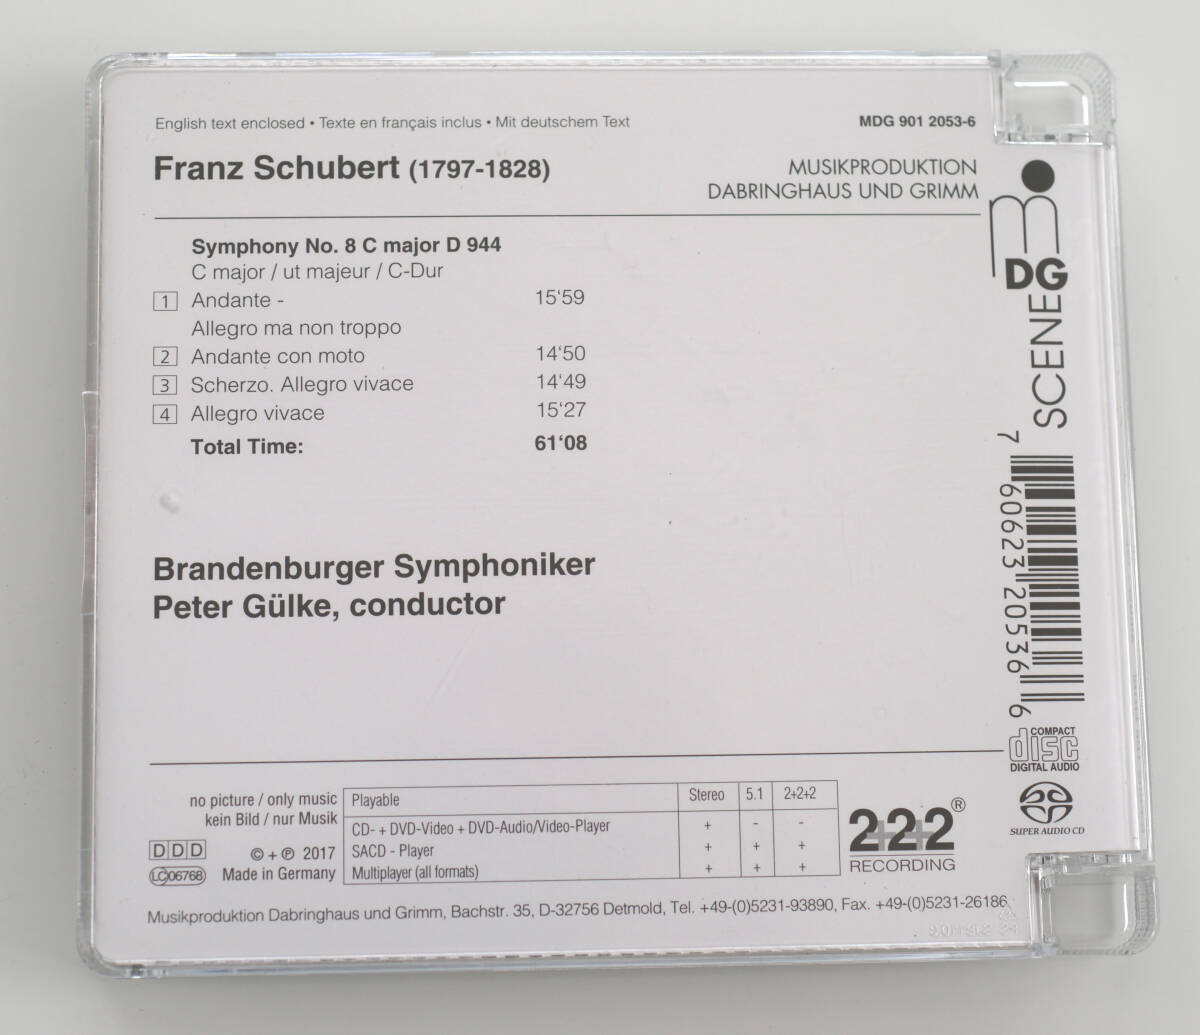 English text enclosed • Texte en français inclus • Mit deutschem Text
MDG 901 2053-6
Franz Schubert (1797-1828)
MUSIKPRODUKTION
DABRINGHAUS UND GRIMM
DG
SCENE
Symphony No. 8 C major D 944
C major / ut majeur / C-Dur
1 Andante - 15‘59
Allegro ma non troppo
2 Andante con moto 14‘50
3 Scherzo. Allegro vivace 14‘49
4 Allegro vivace 15‘27
Total Time: 61‘08
Brandenburger Symphoniker
Peter Gülke, conductor
7 60623 20536 6
COMPACT
disc
DIGITAL AUDIO
SUPER AUDIO CD
no picture / only music
kein Bild / nur Musik
DDD
LC 06768
© + ℗ 2017
Made in Germany
Playable Stereo 5.1 2+2+2
CD- + DVD-Video + DVD-Audio/Video-Player + - -
SACD - Player + + +
Multiplayer (all formats) + + +
2+2+2®
RECORDING
Musikproduktion Dabringhaus und Grimm, Bachstr. 35, D-32756 Detmold, Tel. +49-(0)5231-93890, Fax. +49-(0)5231-26186